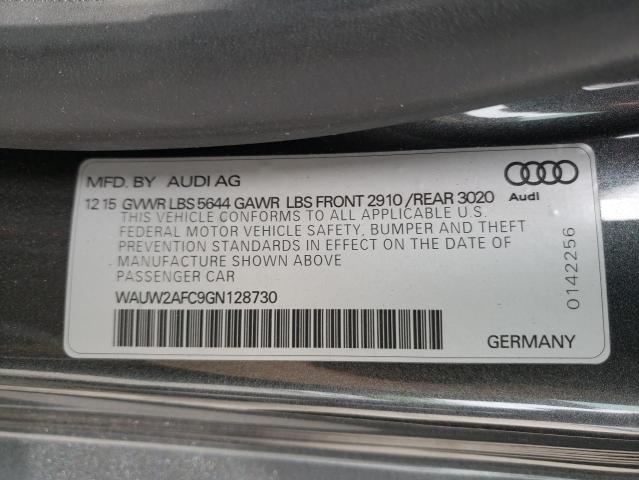 MFD. BY AUDI AG
Audi
12 15 GVWR LBS 5644 GAWR LBS FRONT 2910 /REAR 3020
THIS VEHICLE CONFORMS TO ALL APPLICABLE U.S.
FEDERAL MOTOR VEHICLE SAFETY, BUMPER AND THEFT
PREVENTION STANDARDS IN EFFECT ON THE DATE OF
MANUFACTURE SHOWN ABOVE
PASSENGER CAR
WAUW2AFC9GN128730
0142256
GERMANY